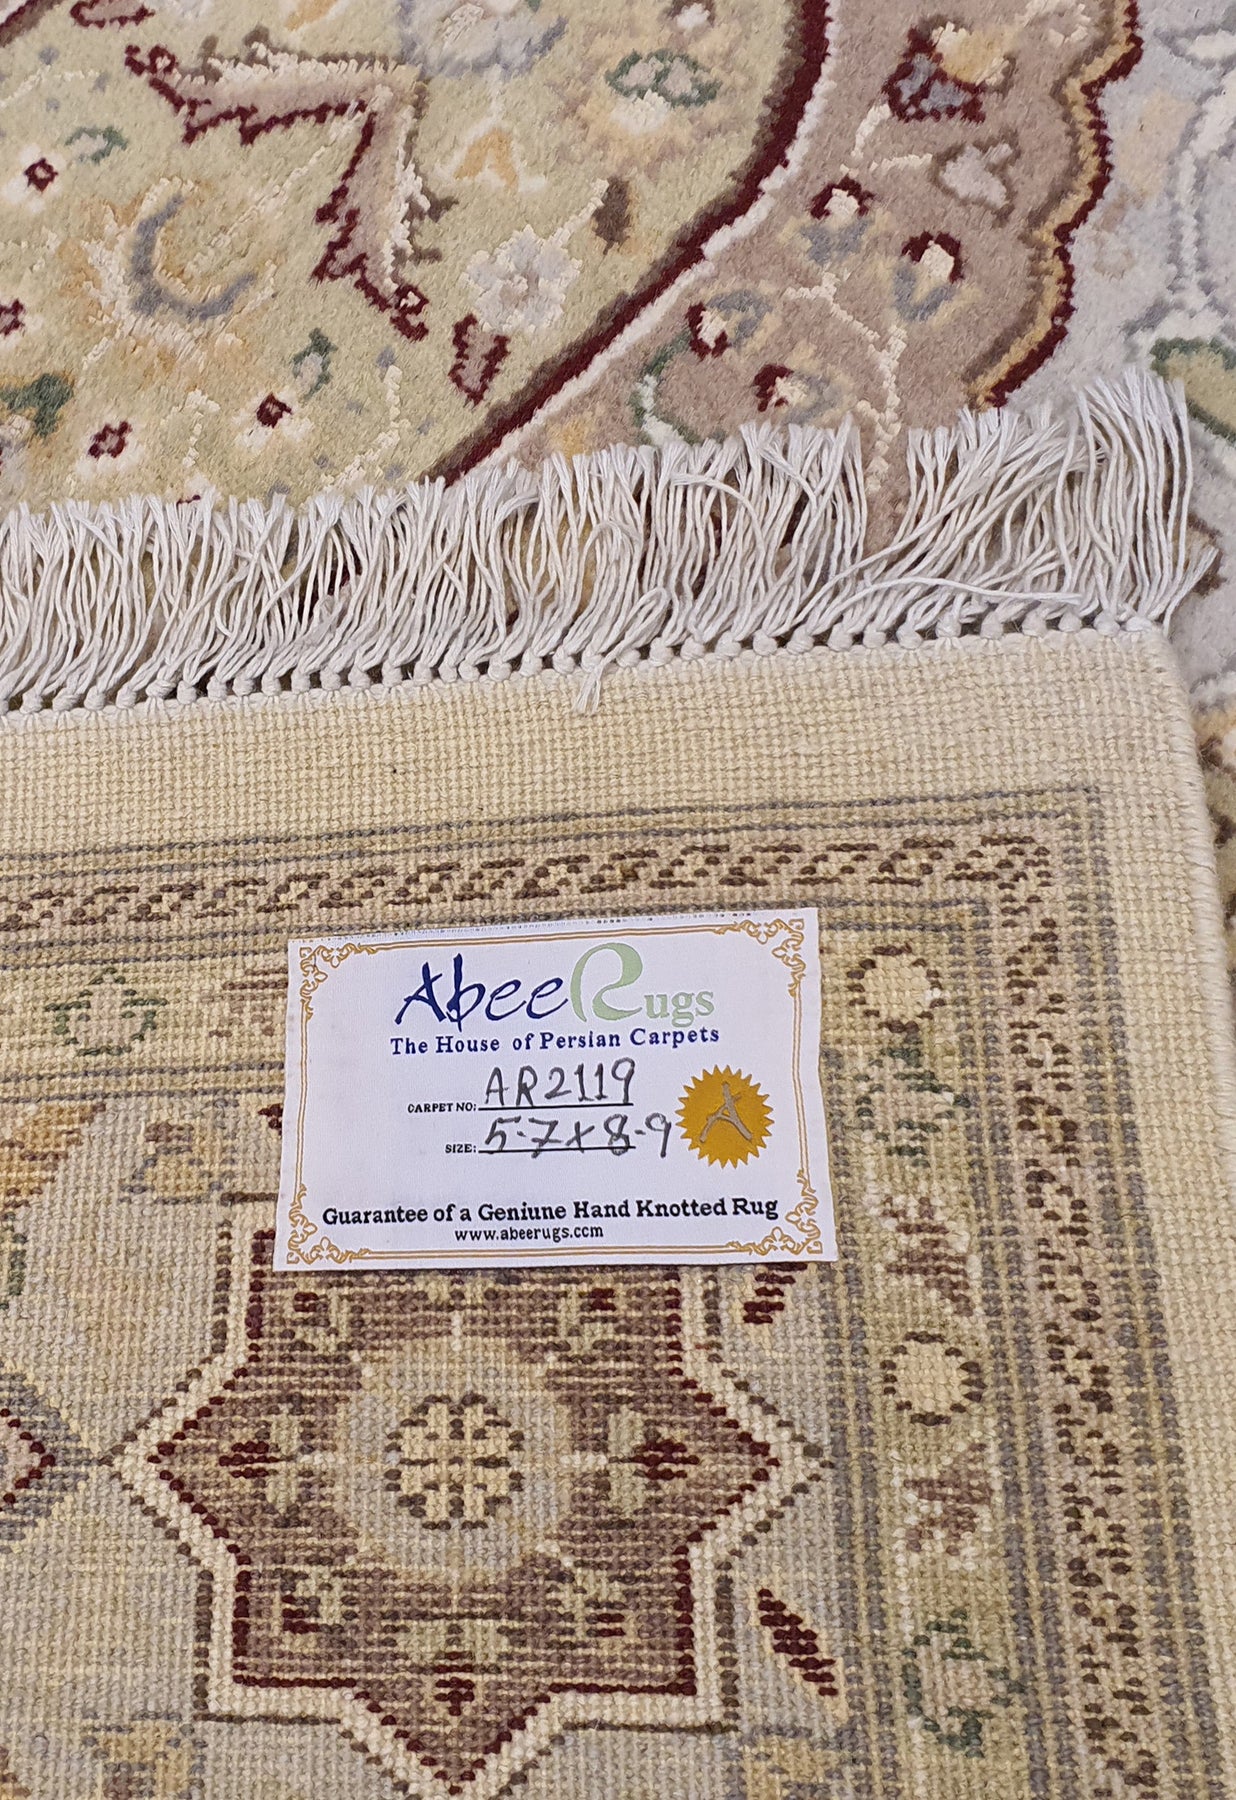 AbeeRugs
The House of Persian Carpets
CARPET NO: AR2119
SIZE: 5-7x8-9
A
Guarantee of a Geniune Hand Knotted Rug
www.abeerugs.com